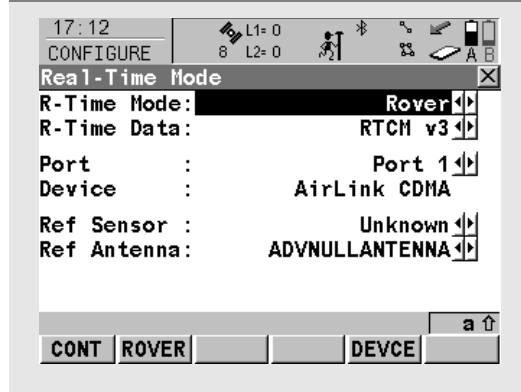 17:12
L1= 0
CONFIGURE
8 L2= 0
A B
Real-Time Mode
R-Time Mode: Rover
R-Time Data: RTCM v3
Port : Port 1
Device : AirLink CDMA
Ref Sensor : Unknown
Ref Antenna: ADVNULLANTENNA
a
CONT ROVER DEVCE